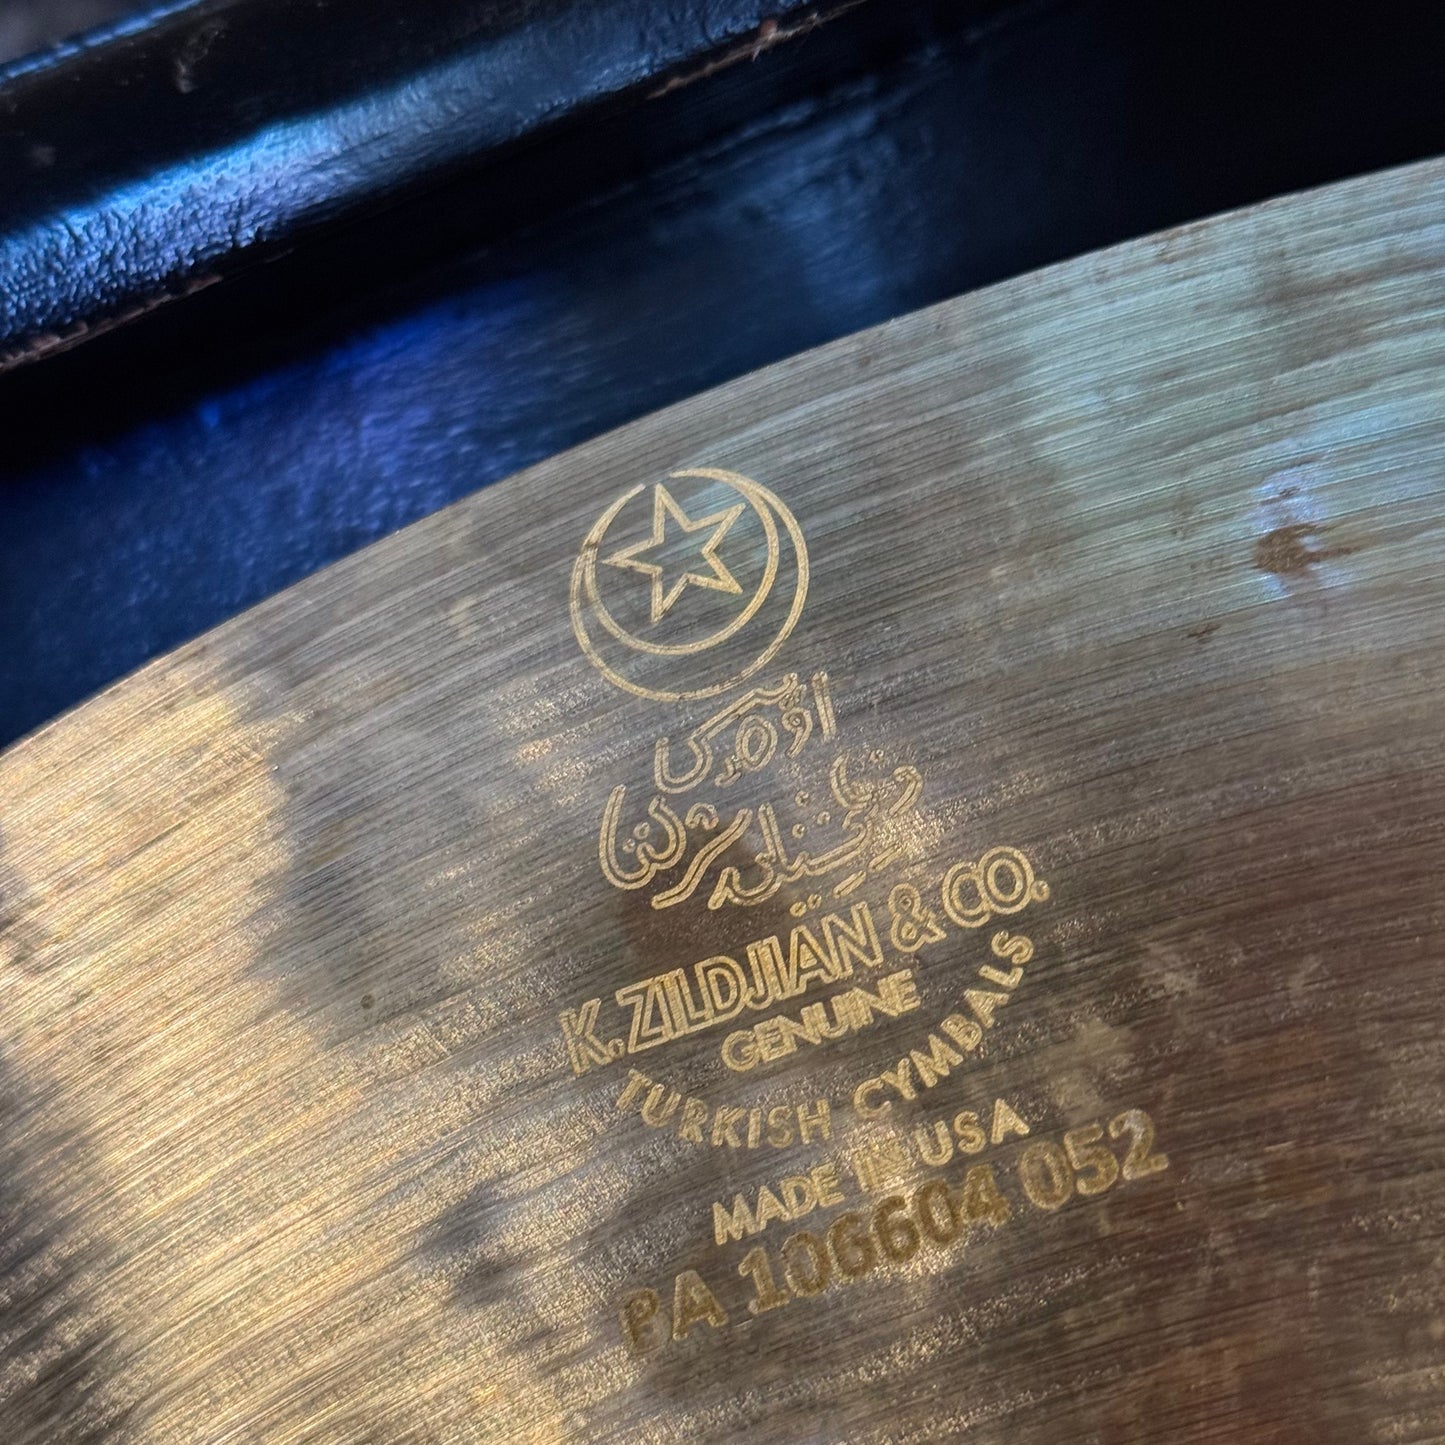 K. ZILDJIAN & CO.
GENUINE
TURKISH CYMBALS
MADE IN USA
PA 106604 052